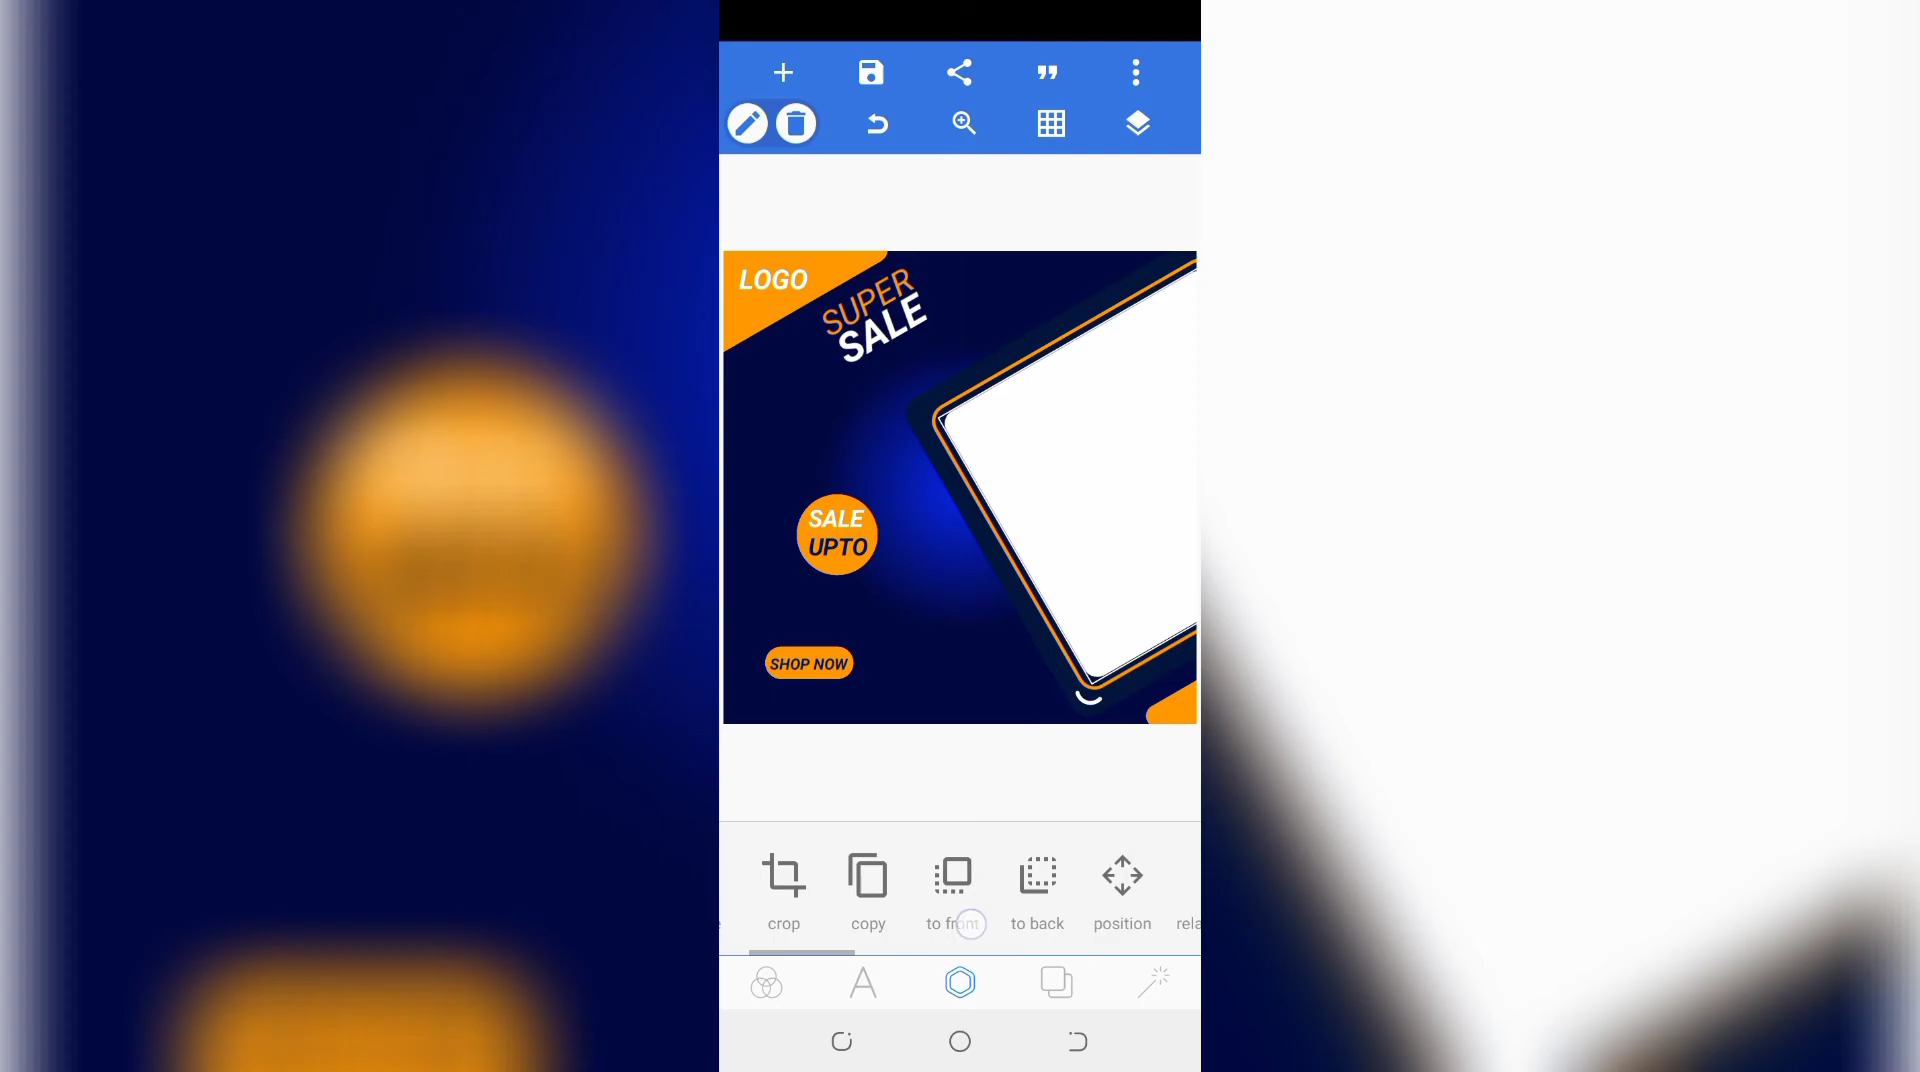 LOGO
SUPER
SALE
SALE
UPTO
SHOP NOW
crop
copy
to front
to back
position